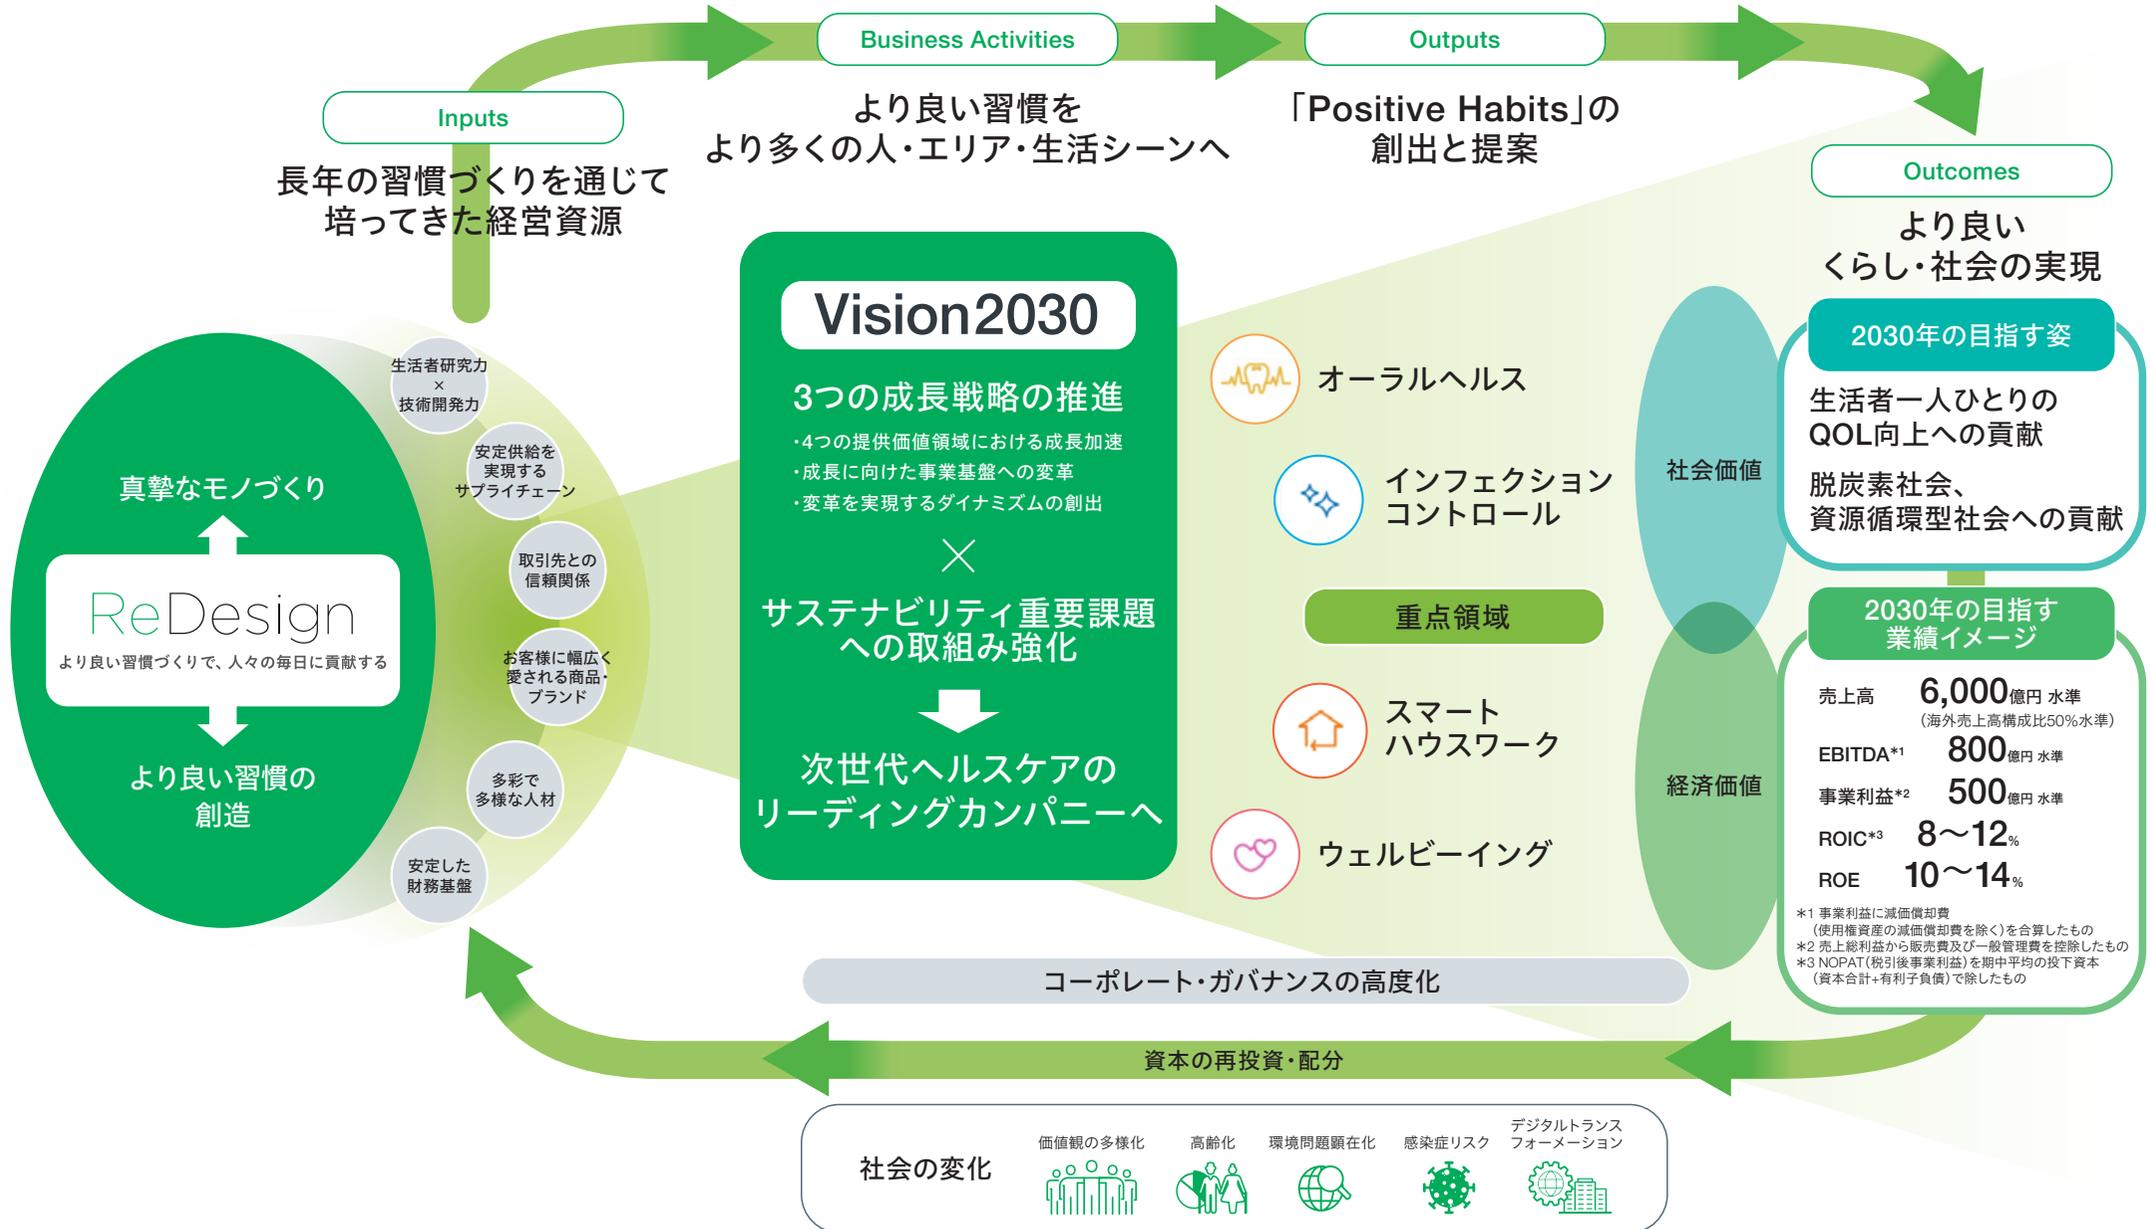 Inputs
長年の習慣づくりを通じて
培ってきた経営資源
Business Activities
より良い習慣を
より多くの人・エリア・生活シーンへ
Outputs
「Positive Habits」の
創出と提案
Outcomes
より良い
くらし・社会の実現
真摯なモノづくり
ReDesign
より良い習慣づくりで、人々の毎日に貢献する
より良い習慣の
創造
生活者研究力
×
技術開発力
安定供給を
実現する
サプライチェーン
取引先との
信頼関係
お客様に幅広く
愛される商品・
ブランド
多彩で
多様な人材
安定した
財務基盤
Vision2030
3つの成長戦略の推進
・4つの提供価値領域における成長加速
・成長に向けた事業基盤への変革
・変革を実現するダイナミズムの創出
×
サステナビリティ重要課題
への取組み強化
次世代ヘルスケアの
リーディングカンパニーへ
オーラルヘルス
インフェクション
コントロール
重点領域
スマート
ハウスワーク
ウェルビーイング
社会価値
経済価値
2030年の目指す姿
生活者一人ひとりの
QOL向上への貢献
脱炭素社会、
資源循環型社会への貢献
2030年の目指す
業績イメージ
売上高 6,000億円 水準
（海外売上高構成比50%水準）
EBITDA*1 800億円 水準
事業利益*2 500億円 水準
ROIC*3 8〜12%
ROE 10〜14%
*1 事業利益に減価償却費
（使用権資産の減価償却費を除く）を合算したもの
*2 売上総利益から販売費及び一般管理費を控除したもの
*3 NOPAT（税引後事業利益）を期中平均の投下資本
（資本合計+有利子負債）で除したもの
コーポレート・ガバナンスの高度化
資本の再投資・配分
社会の変化
価値観の多様化
高齢化
環境問題顕在化
感染症リスク
デジタルトランス
フォーメーション